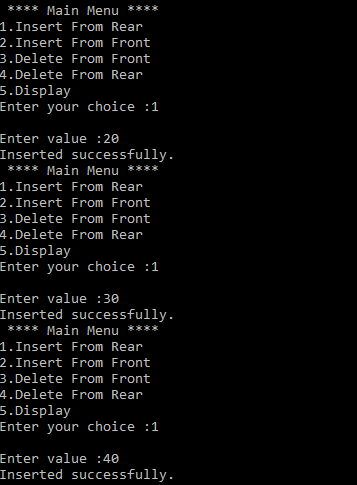 **** Main Menu ****
1.Insert From Rear
2.Insert From Front
3.Delete From Front
4.Delete From Rear
5.Display
Enter your choice :1
Enter value :20
Inserted successfully.
**** Main Menu ****
1.Insert From Rear
2.Insert From Front
3.Delete From Front
4.Delete From Rear
5.Display
Enter your choice :1
Enter value :30
Inserted successfully.
**** Main Menu ****
1.Insert From Rear
2.Insert From Front
3.Delete From Front
4.Delete From Rear
5.Display
Enter your choice :1
Enter value :40
Inserted successfully.